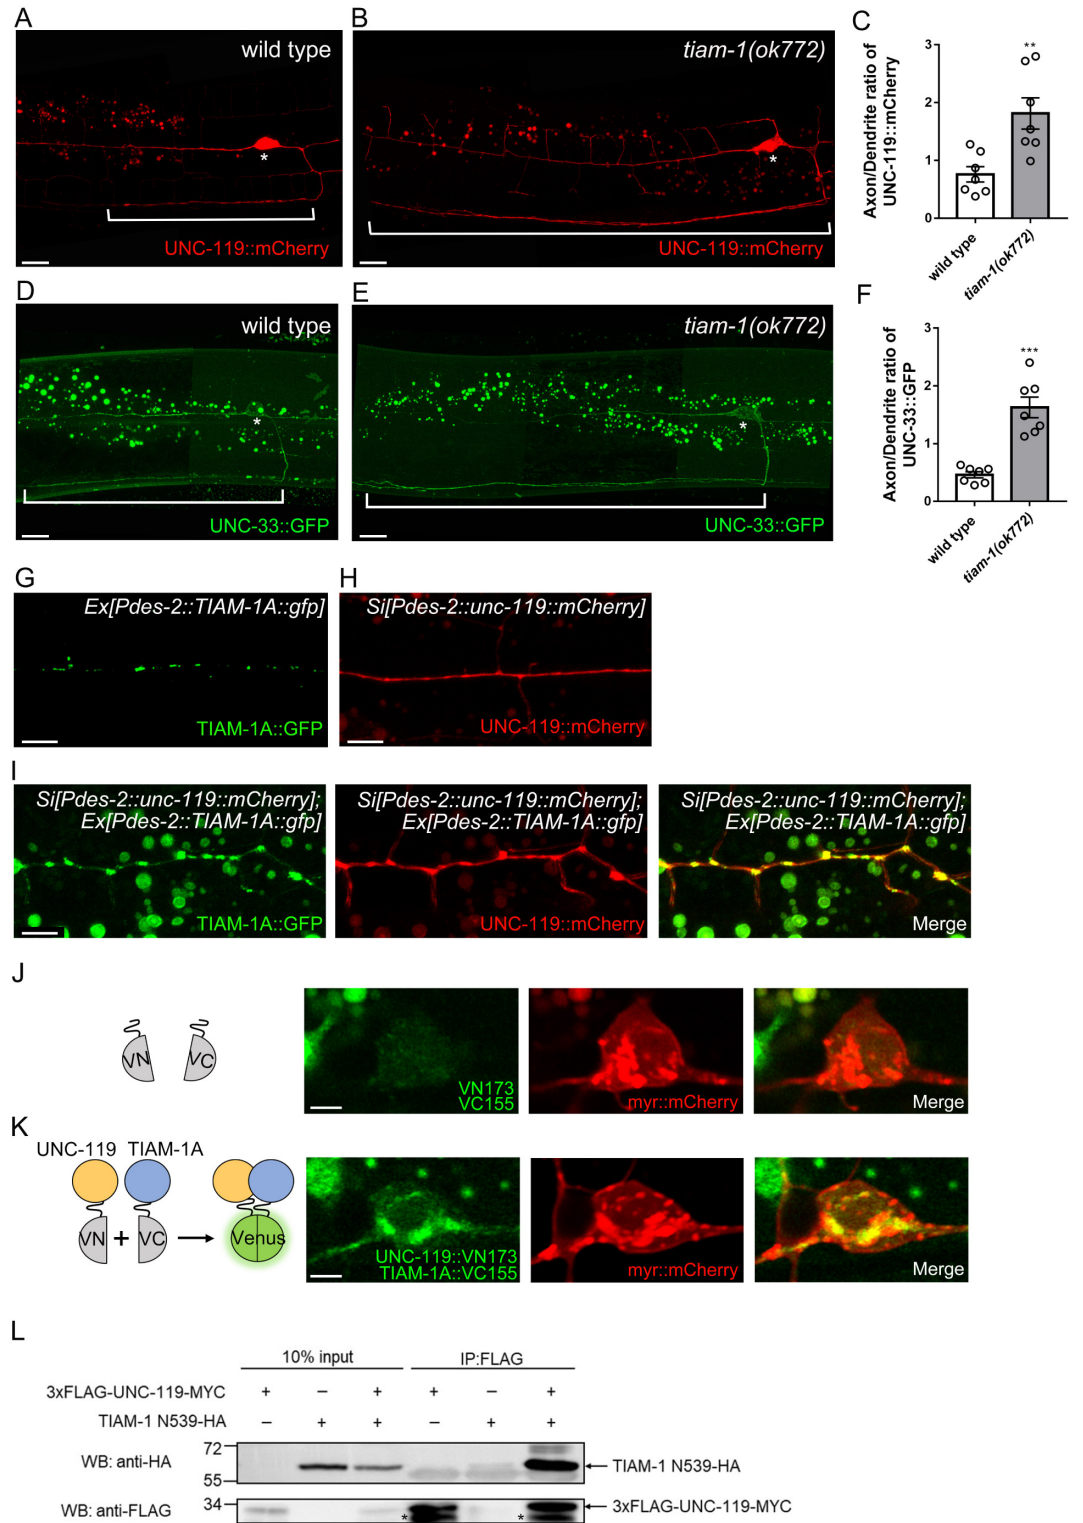 A
wild type
*
UNC-119::mCherry
B
tiam-1(ok772)
*
UNC-119::mCherry
C
Axon/Dendrite ratio of
UNC-119::mCherry
3
2
1
0
**
wild type
tiam-1(ok772)
D
wild type
*
UNC-33::GFP
E
tiam-1(ok772)
*
UNC-33::GFP
F
Axon/Dendrite ratio of
UNC-33::GFP
3
2
1
0
***
wild type
tiam-1(ok772)
G
Ex[Pdes-2::TIAM-1A::gfp]
TIAM-1A::GFP
H
Si[Pdes-2::unc-119::mCherry]
UNC-119::mCherry
I
Si[Pdes-2::unc-119::mCherry];
Ex[Pdes-2::TIAM-1A::gfp]
TIAM-1A::GFP
Si[Pdes-2::unc-119::mCherry];
Ex[Pdes-2::TIAM-1A::gfp]
UNC-119::mCherry
Si[Pdes-2::unc-119::mCherry];
Ex[Pdes-2::TIAM-1A::gfp]
Merge
J
VN VC
VN173
VC155
myr::mCherry
Merge
K
UNC-119 TIAM-1A
VN + VC Venus
UNC-119::VN173
TIAM-1A::VC155
myr::mCherry
Merge
L
10% input IP:FLAG
3xFLAG-UNC-119-MYC + – + + – +
TIAM-1 N539-HA – + + – + +
WB: anti-HA 72 55 TIAM-1 N539-HA
WB: anti-FLAG 34 * * 3xFLAG-UNC-119-MYC